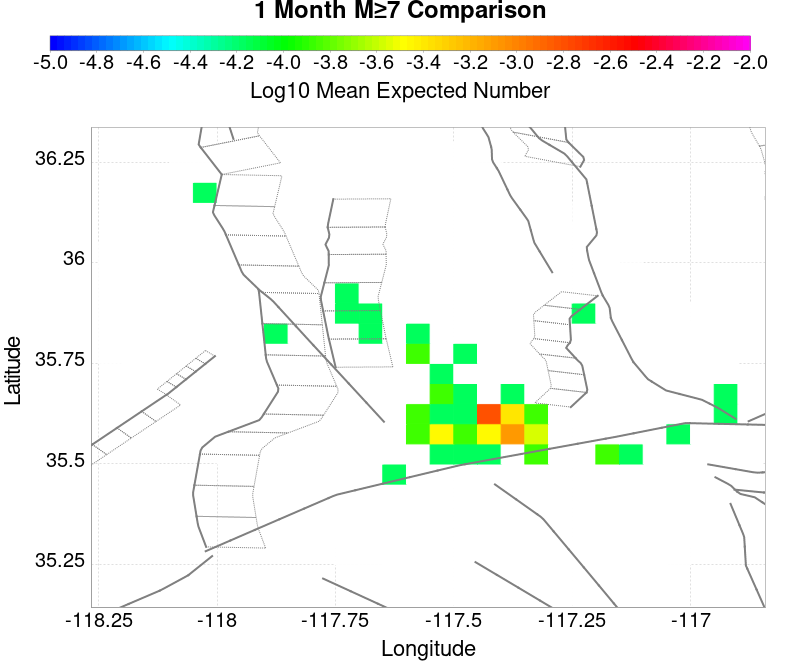 1 Month M≥7 Comparison
-5.0 -4.8 -4.6 -4.4 -4.2 -4.0 -3.8 -3.6 -3.4 -3.2 -3.0 -2.8 -2.6 -2.4 -2.2 -2.0
Log10 Mean Expected Number
36.25
36
35.75
35.5
35.25
Latitude
-118.25 -118 -117.75 -117.5 -117.25 -117
Longitude